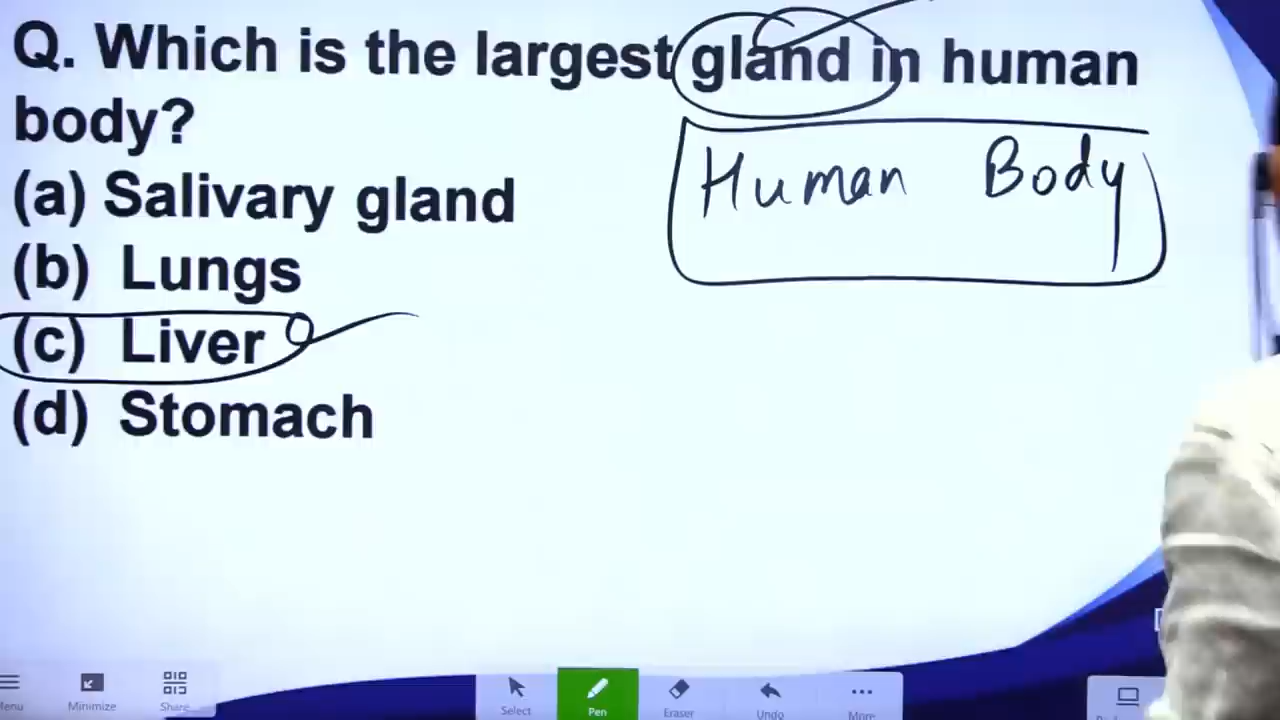 Q. Which is the largest gland in human
body?
Human Body
(a) Salivary gland
(b) Lungs
(c) Liver
(d) Stomach
Menu Minimize Share Select Pen Eraser Undo More